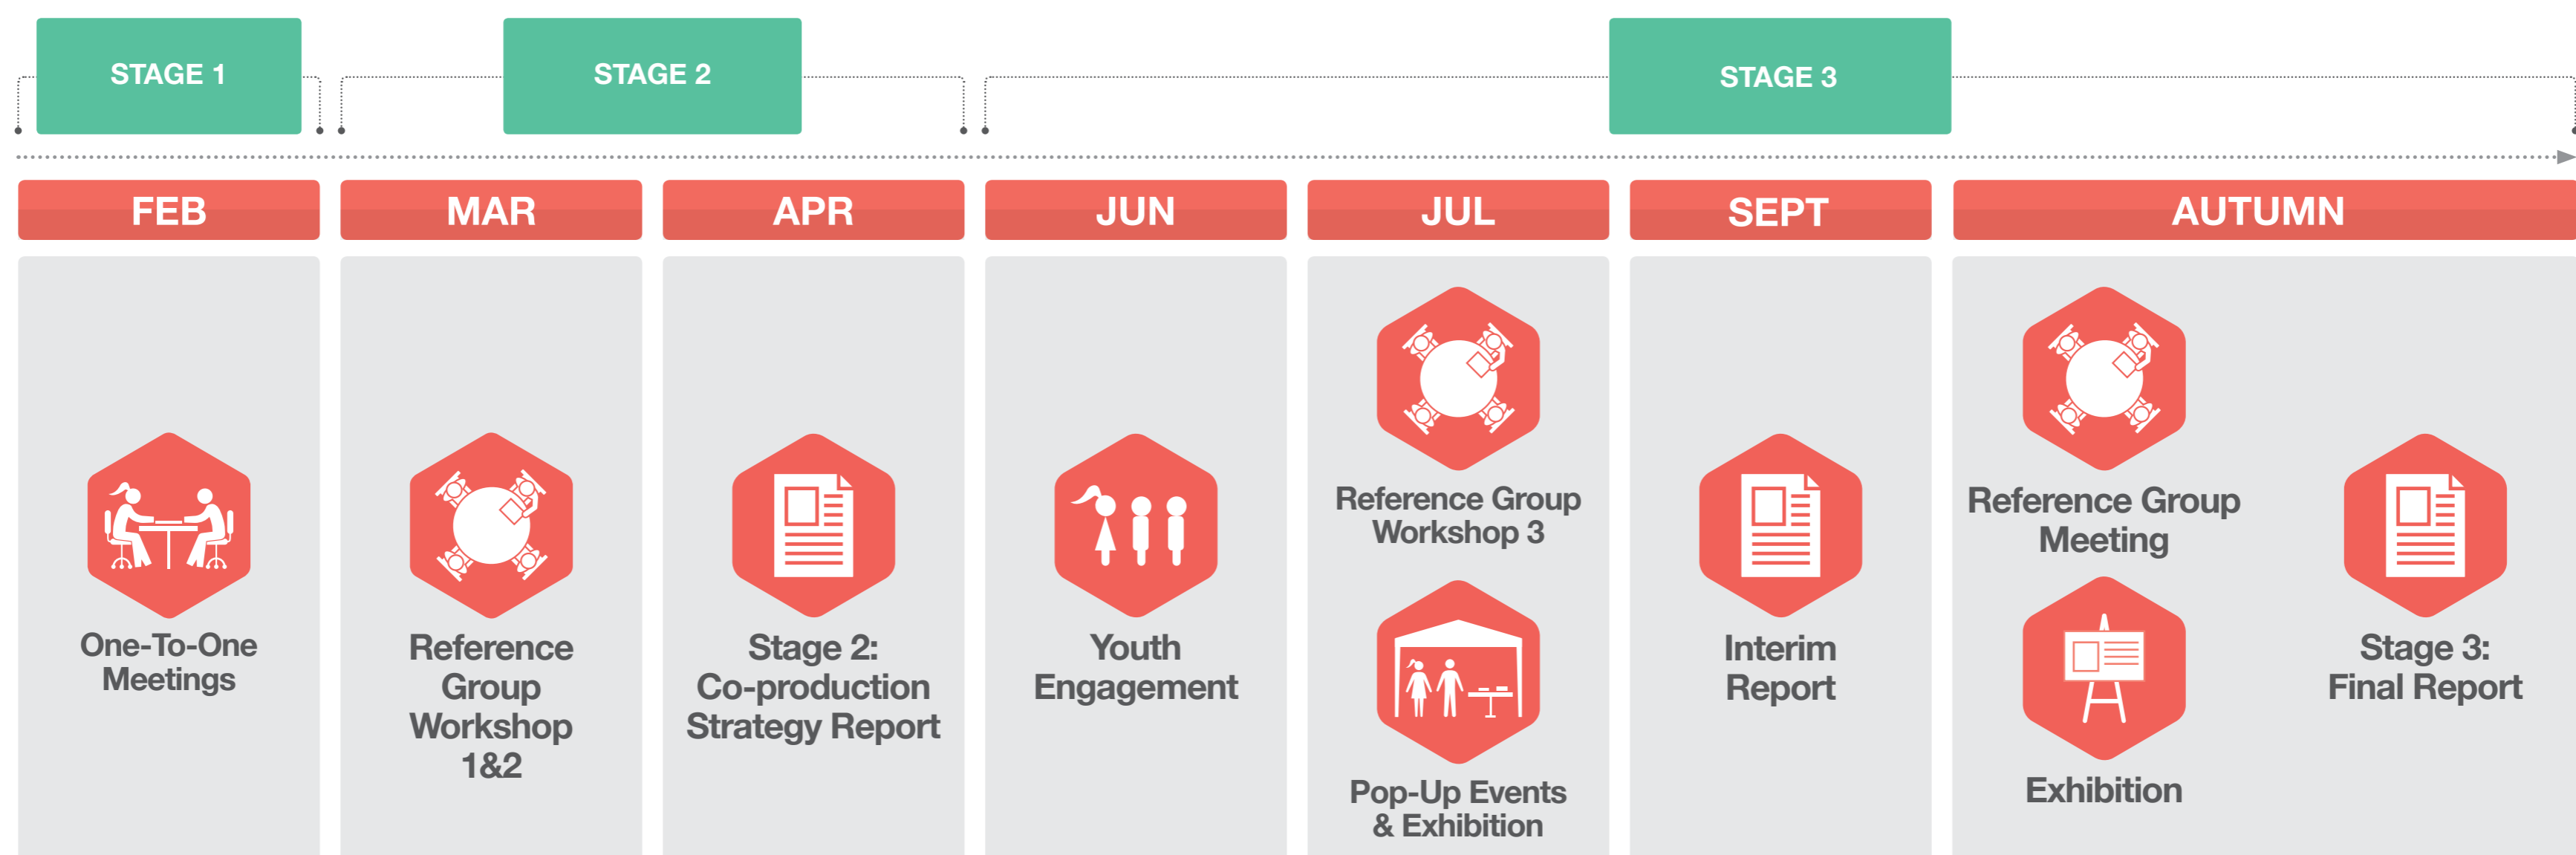 STAGE 1
STAGE 2
STAGE 3
FEB
MAR
APR
JUN
JUL
SEPT
AUTUMN
One-To-One
Meetings
Reference
Group
Workshop
1&2
Stage 2:
Co-production
Strategy Report
Youth
Engagement
Reference Group
Workshop 3
Pop-Up Events
& Exhibition
Interim
Report
Reference Group
Meeting
Exhibition
Stage 3:
Final Report